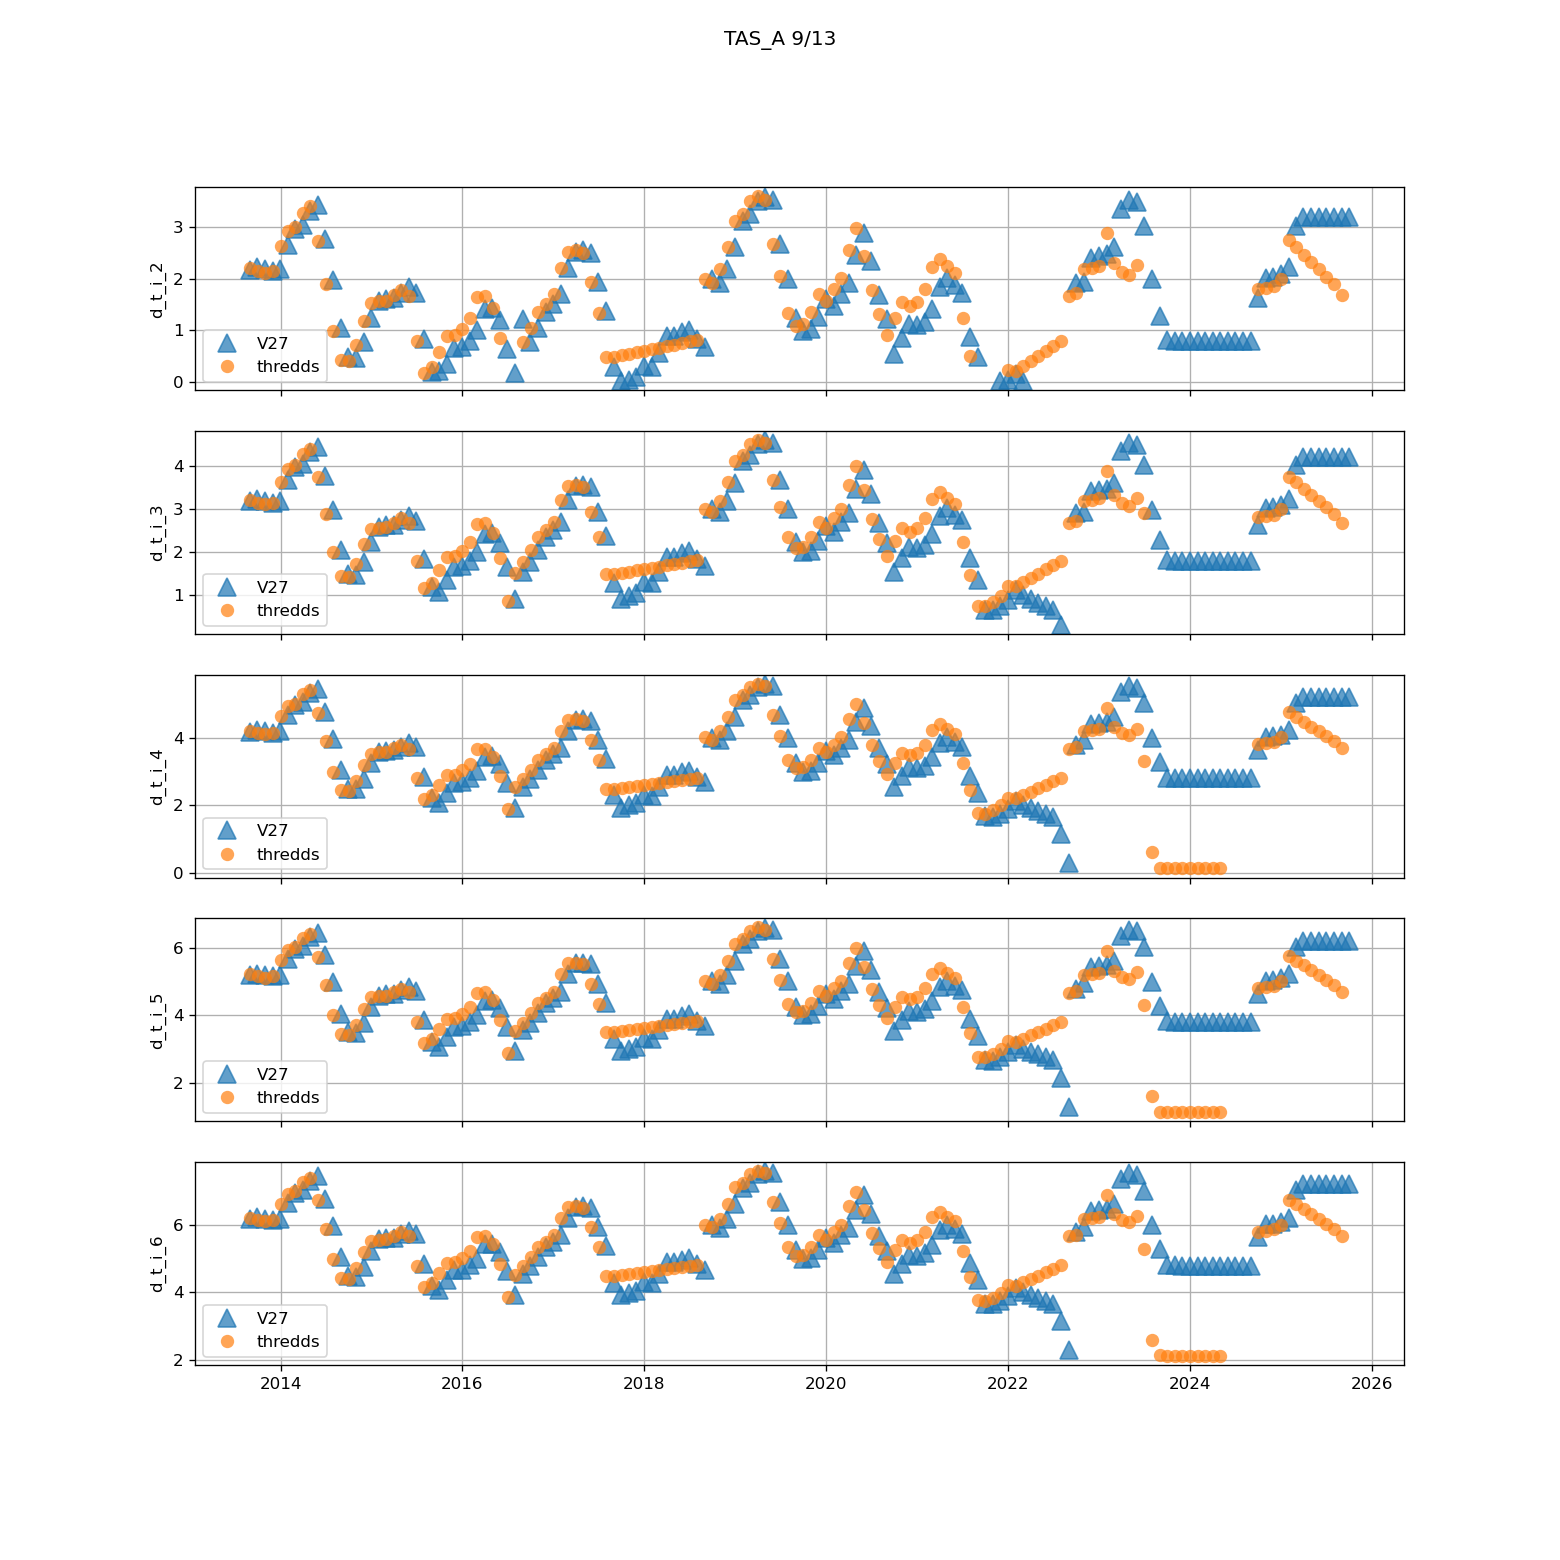 TAS_A 9/13
3
2
1
0
d_t_i_2
V27
thredds
4
3
2
1
d_t_i_3
V27
thredds
4
2
0
d_t_i_4
V27
thredds
6
4
2
d_t_i_5
V27
thredds
6
4
2
d_t_i_6
V27
thredds
2014 2016 2018 2020 2022 2024 2026